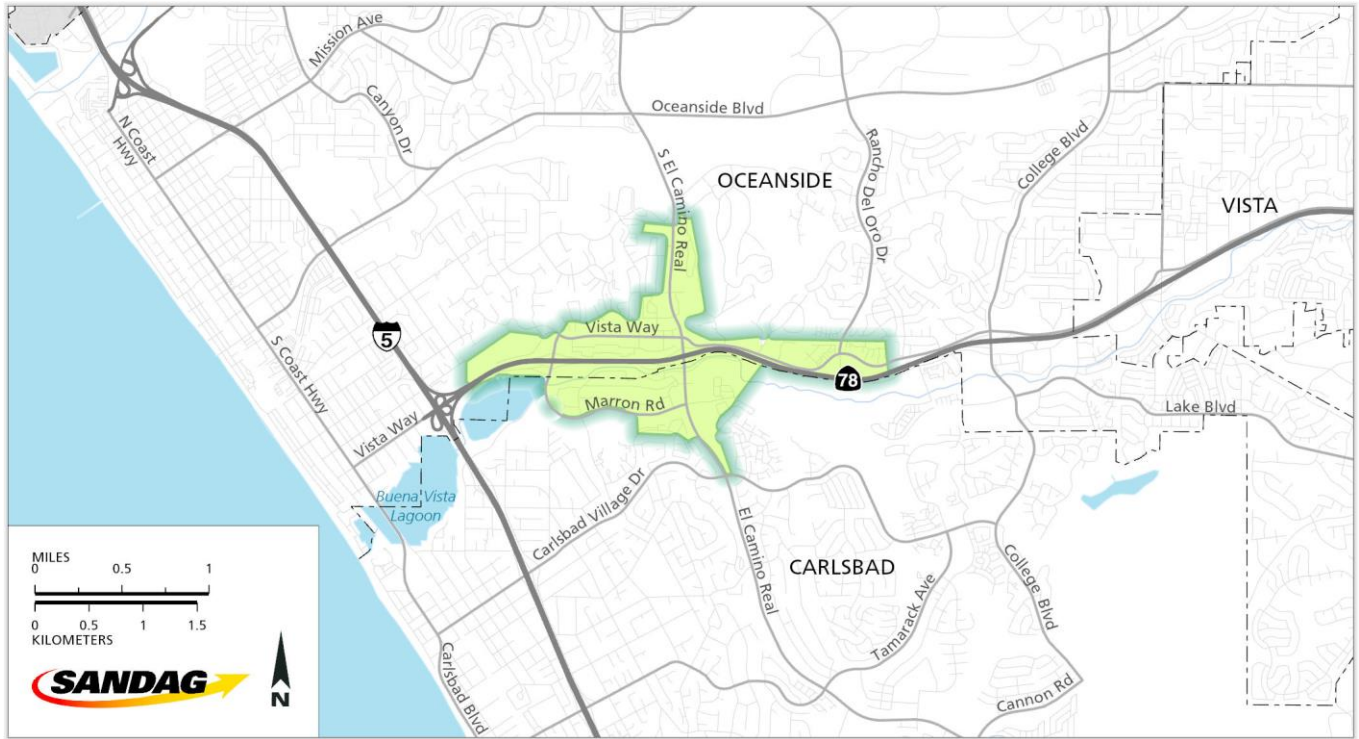 Mission Ave
Canyon Dr
N Coast
Hwy
Oceanside Blvd
S El Camino Real
Rancho Del Oro Dr
College Blvd
OCEANSIDE
VISTA
5
Vista Way
78
S Coast Hwy
Marron Rd
Lake Blvd
Vista Way
Buena Vista
Lagoon
Carlsbad Village Dr
El Camino Real
CARLSBAD
College Blvd
Tamarack Ave
Cannon Rd
Carlsbad Blvd
MILES
0 0.5 1
0 0.5 1 1.5
KILOMETERS
SANDAG
N